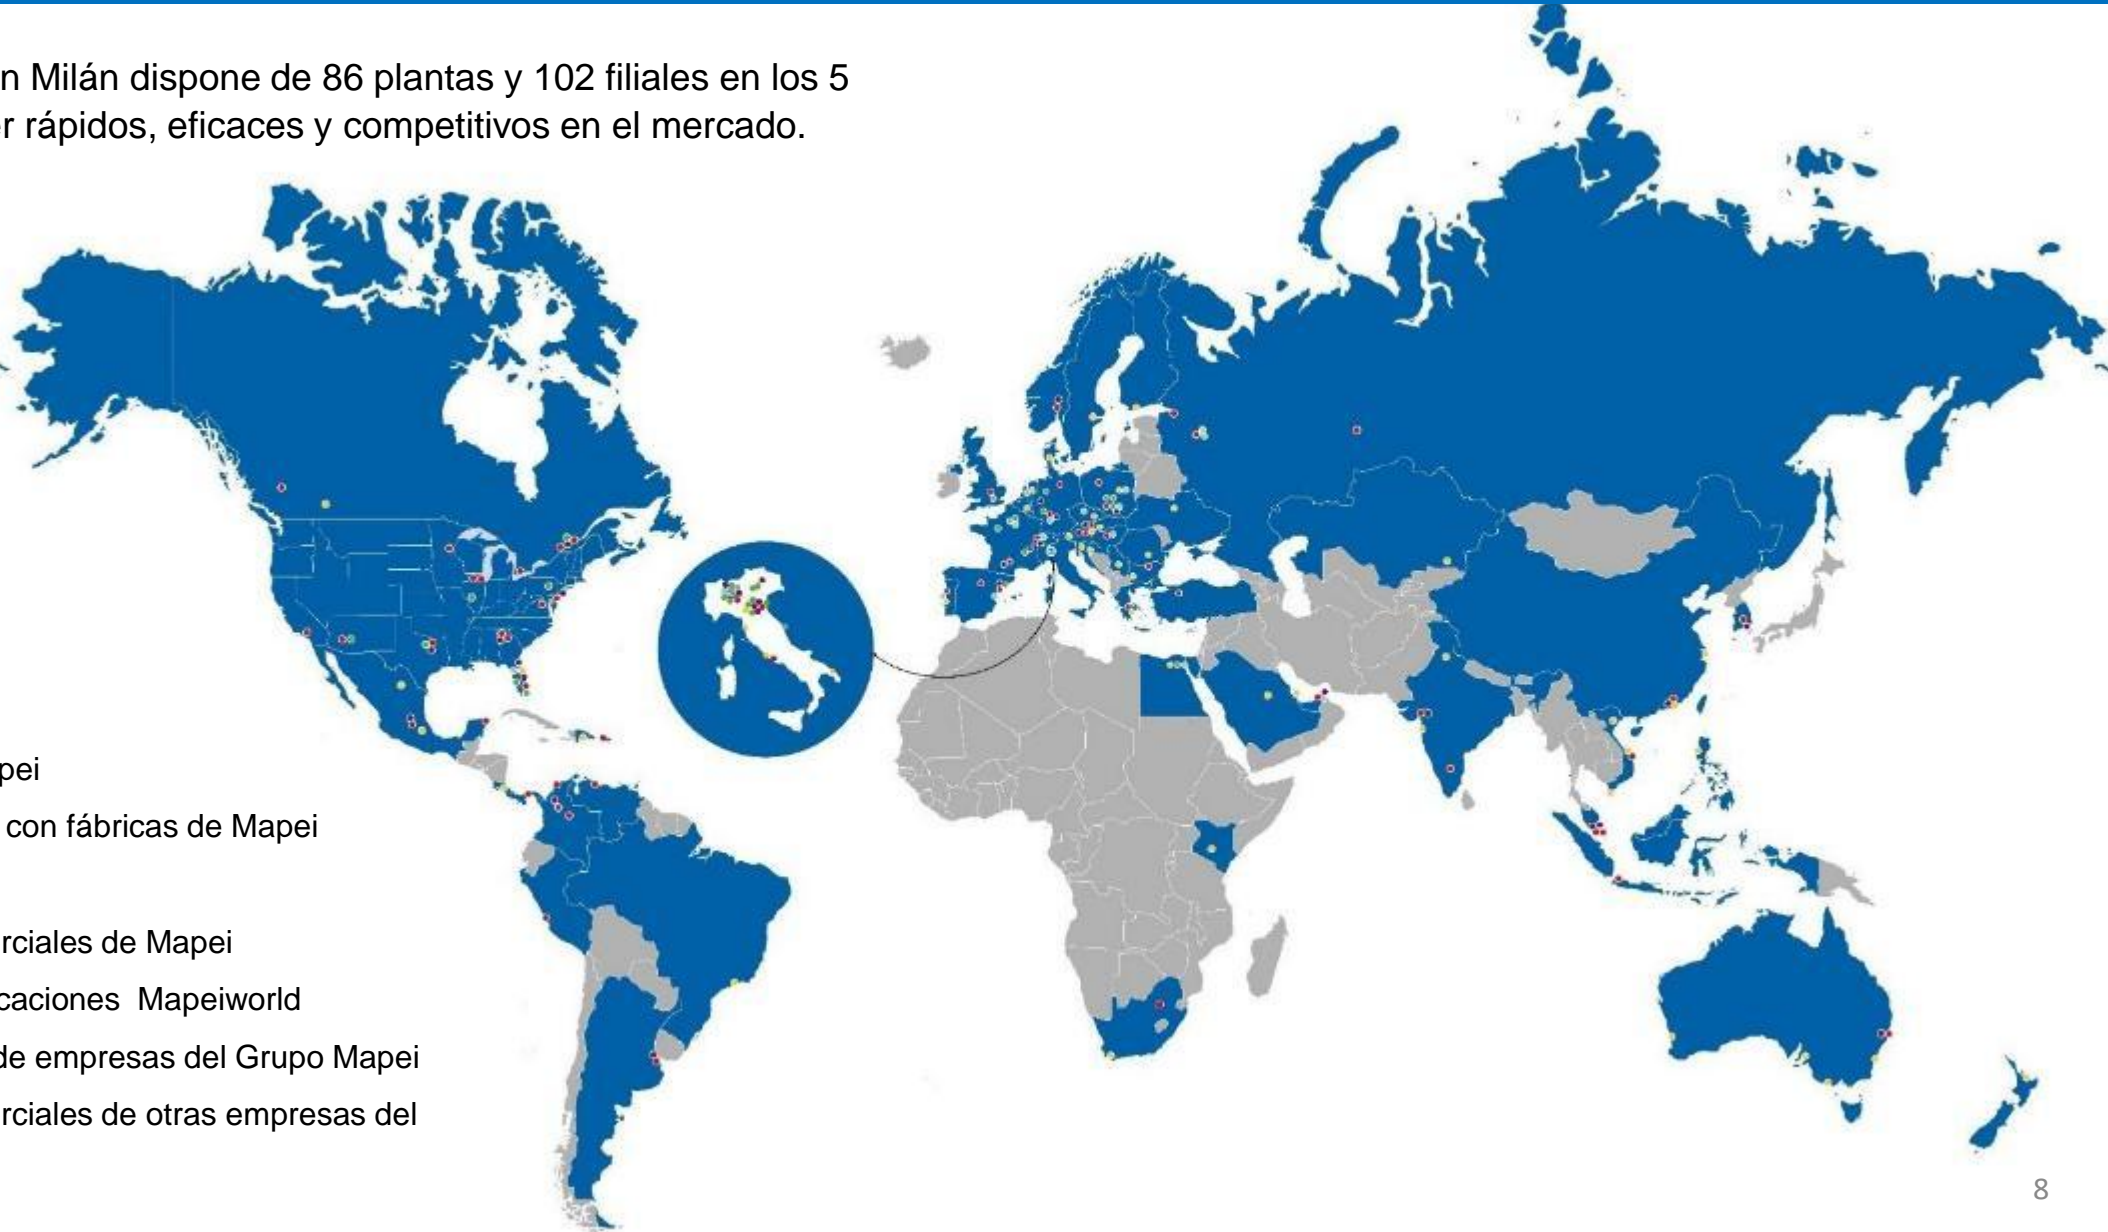 n Milán dispone de 86 plantas y 102 filiales en los 5
r rápidos, eficaces y competitivos en el mercado.
pei
con fábricas de Mapei
rciales de Mapei
caciones Mapeiworld
de empresas del Grupo Mapei
rciales de otras empresas del
8